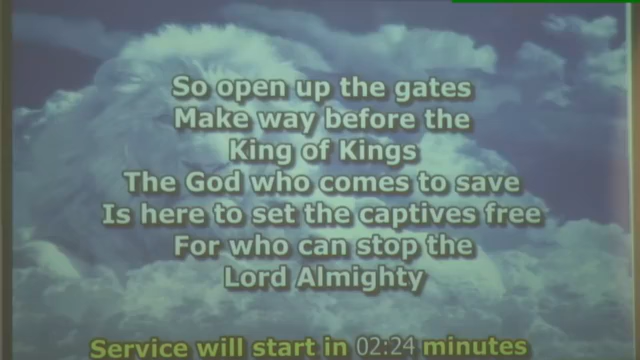 So open up the gates
Make way before the
King of Kings
The God who comes to save
Is here to set the captives free
For who can stop the
Lord Almighty
Service will start in 02:24 minutes